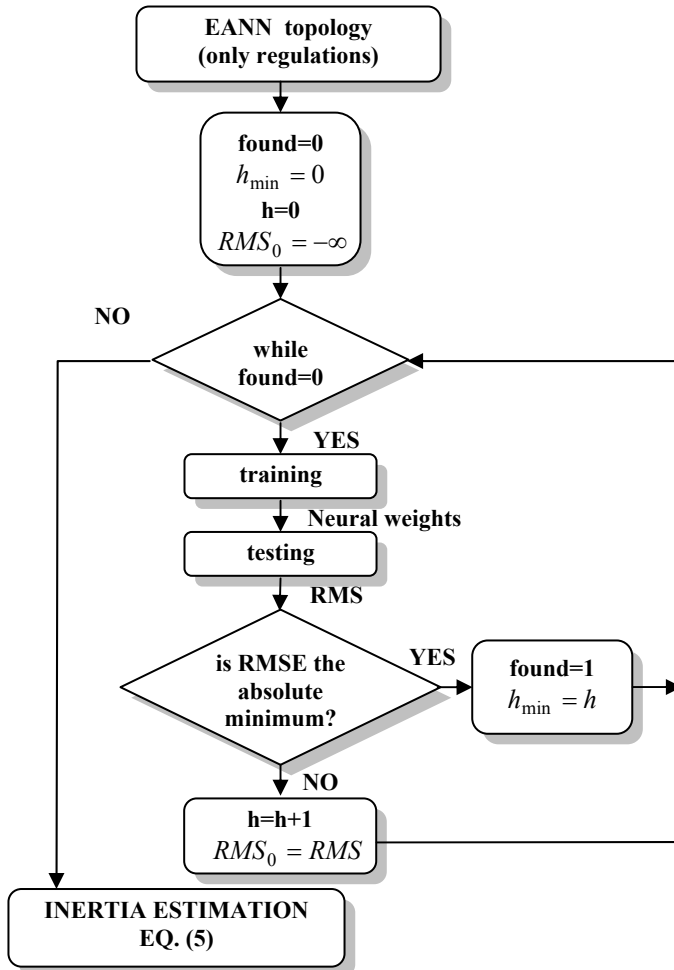 EANN topology
(only regulations)
found=0
h_min = 0
h=0
RMS_0 = -∞
NO
while
found=0
YES
training
Neural weights
testing
RMS
is RMSE the
absolute
minimum?
YES
found=1
h_min = h
NO
h=h+1
RMS_0 = RMS
INERTIA ESTIMATION
EQ. (5)